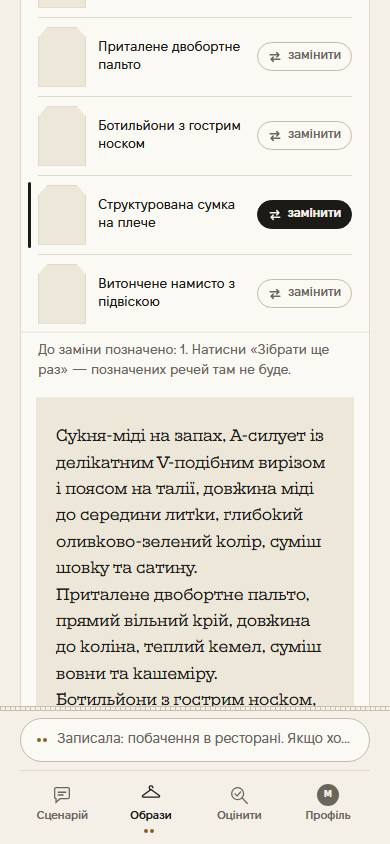 Приталене двобортне
пальто
замінити
Ботильйони з гострим
носком
замінити
Структурована сумка
на плече
замінити
Витончене намисто з
підвіскою
замінити
До заміни позначено: 1. Натисни «Зібрати ще
раз» — позначених речей там не буде.
Сукня-міді на запах, А-силует із
делікатним V-подібним вирізом
і поясом на талії, довжина міді
до середини литки, глибокий
оливково-зелений колір, суміш
шовку та сатину.
Приталене двобортне пальто,
прямий вільний крій, довжина
до коліна, теплий кемел, суміш
вовни та кашеміру.
Ботильйони з гострим носком,
Записала: побачення в ресторані. Якщо хо...
Сценарій
Образи
Оцінити
М
Профіль